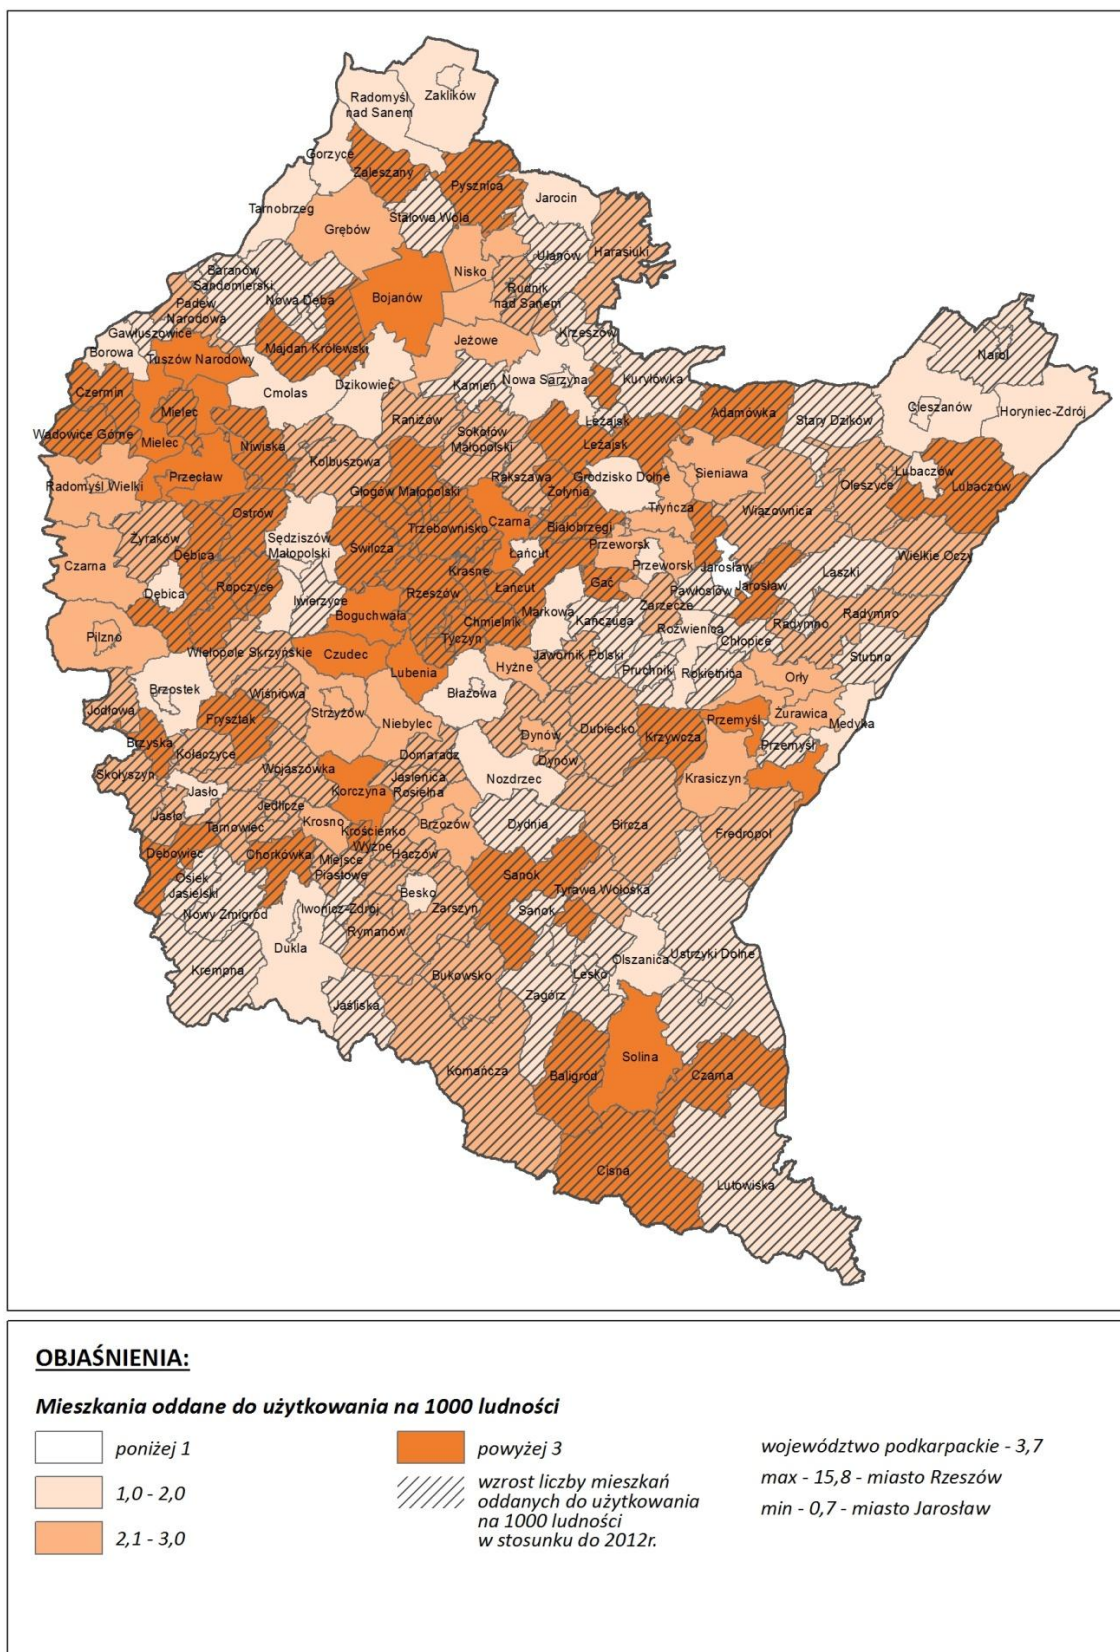 Radomyśl
nad Sanem
Zaklików
Gorzyce
Zaleszany
Pysznica
Jarocin
Tarnobrzeg
Stalowa Wola
Grębów
Ulanów
Harasiuki
Baranów
Sandomierski
Nisko
Nowa Dęba
Bojanów
Rudnik
nad Sanem
Padew
Narodowa
Gawłuszowice
Krzeszów
Borowa
Tuszów Narodowy
Majdan Królewski
Jeżowe
Narol
Czermin
Cmolas
Dzikowiec
Kamień
Nowa Sarzyna
Kuryłówka
Mielec
Leżajsk
Adamówka
Stary Dzików
Cieszanów
Horyniec-Zdrój
Wadowice Górne
Mielec
Niwiska
Raniżów
Sokołów
Małopolski
Leżajsk
Kolbuszowa
Przecław
Rakszawa
Grodzisko Dolne
Sieniawa
Lubaczów
Lubaczów
Radomyśl Wielki
Oleszyce
Głogów Małopolski
Żołynia
Ostrów
Tryńcza
Wiązownica
Żyraków
Sędziszów
Małopolski
Trzebownisko
Czarna
Białobrzegi
Świlcza
Dębica
Łańcut
Przeworsk
Wielkie Oczy
Czarna
Krasne
Przeworsk
Jarosław
Laszki
Ropczyce
Dębica
Rzeszów
Łańcut
Gać
Pawłosiów
Jarosław
Iwierzyce
Boguchwała
Markowa
Zarzecze
Radymno
Chmielnik
Kańczuga
Roźwienica
Radymno
Pilzno
Tyczyn
Chłopice
Wielopole Skrzyńskie
Czudec
Jawornik Polski
Stubno
Lubenia
Hyżne
Pruchnik
Rokietnica
Brzostek
Wiśniowa
Błażowa
Orły
Jodłowa
Strzyżów
Frysztak
Niebylec
Dubiecko
Przemyśl
Żurawica
Medyka
Brzyska
Dynów
Krzywcza
Kołaczyce
Domaradz
Przemyśl
Skołyszyn
Wojaszówka
Jasienica
Rosielna
Dynów
Jasło
Korczyna
Nozdrzec
Krasiczyn
Jedlicze
Jasło
Krosno
Brzozów
Dydnia
Bircza
Tarnowiec
Krościenko
Wyżne
Fredropol
Dębowiec
Chorkówka
Miejsce
Piastowe
Haczów
Osiek
Jasielski
Sanok
Tyrawa Wołoska
Besko
Zarszyn
Nowy Żmigród
Iwonicz-Zdrój
Sanok
Rymanów
Dukla
Olszanica
Ustrzyki Dolne
Krempna
Bukowsko
Lesko
Jaśliska
Zagórz
Solina
Komańcza
Baligród
Czarna
Cisna
Lutowiska
OBJAŚNIENIA:
Mieszkania oddane do użytkowania na 1000 ludności
poniżej 1
1,0 - 2,0
2,1 - 3,0
powyżej 3
wzrost liczby mieszkań
oddanych do użytkowania
na 1000 ludności
w stosunku do 2012r.
województwo podkarpackie - 3,7
max - 15,8 - miasto Rzeszów
min - 0,7 - miasto Jarosław